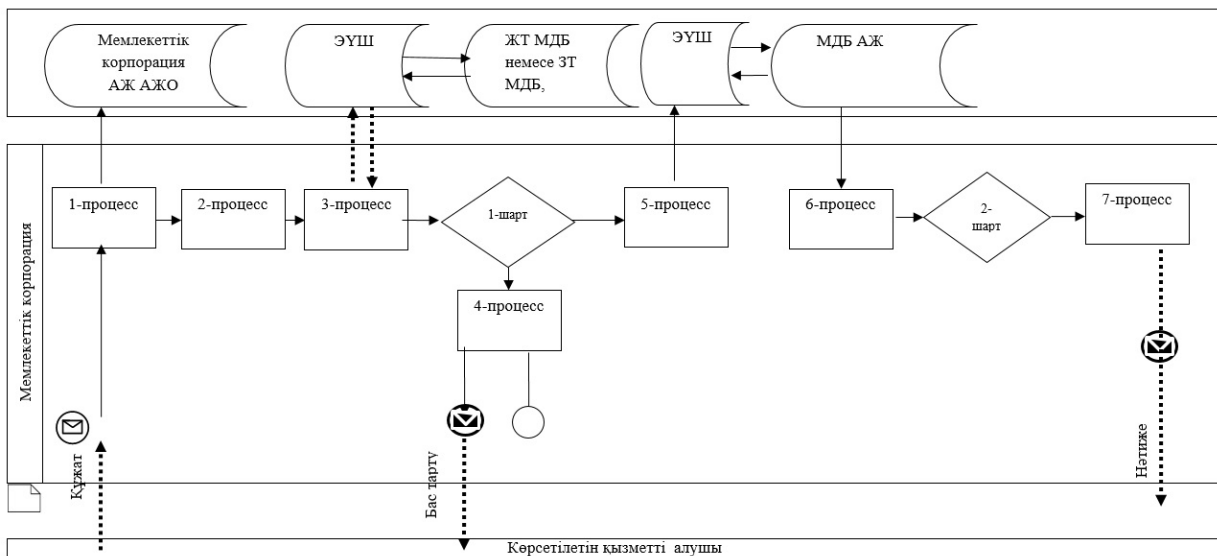 Мемлекеттік
корпорация
АЖ АЖО
ЭҮШ
ЖТ МДБ
немесе ЗТ
МДБ,
ЭҮШ
МДБ АЖ
Мемлекеттік корпорация
1-процесс
2-процесс
3-процесс
1-шарт
5-процесс
6-процесс
2-
шарт
7-процесс
4-процесс
Құжат
Бас тарту
Нәтиже
Көрсетілетін қызметті алушы